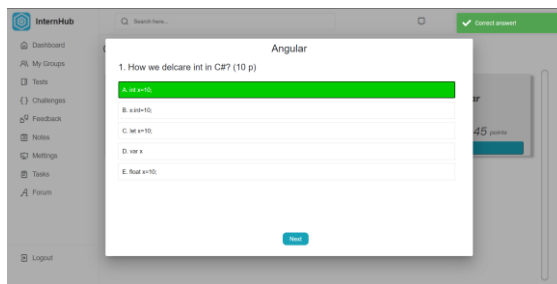 InternHub
Search here...
Correct answer!
Dashboard
My Groups
Tests
Challenges
Feedback
Notes
Mettings
Tasks
Forum
Logout
Angular
1. How we delcare int in C#? (10 p)
A. int x=10;
B. x int=10;
C. let x=10;
D. var x
E. float x=10;
Next
45 points